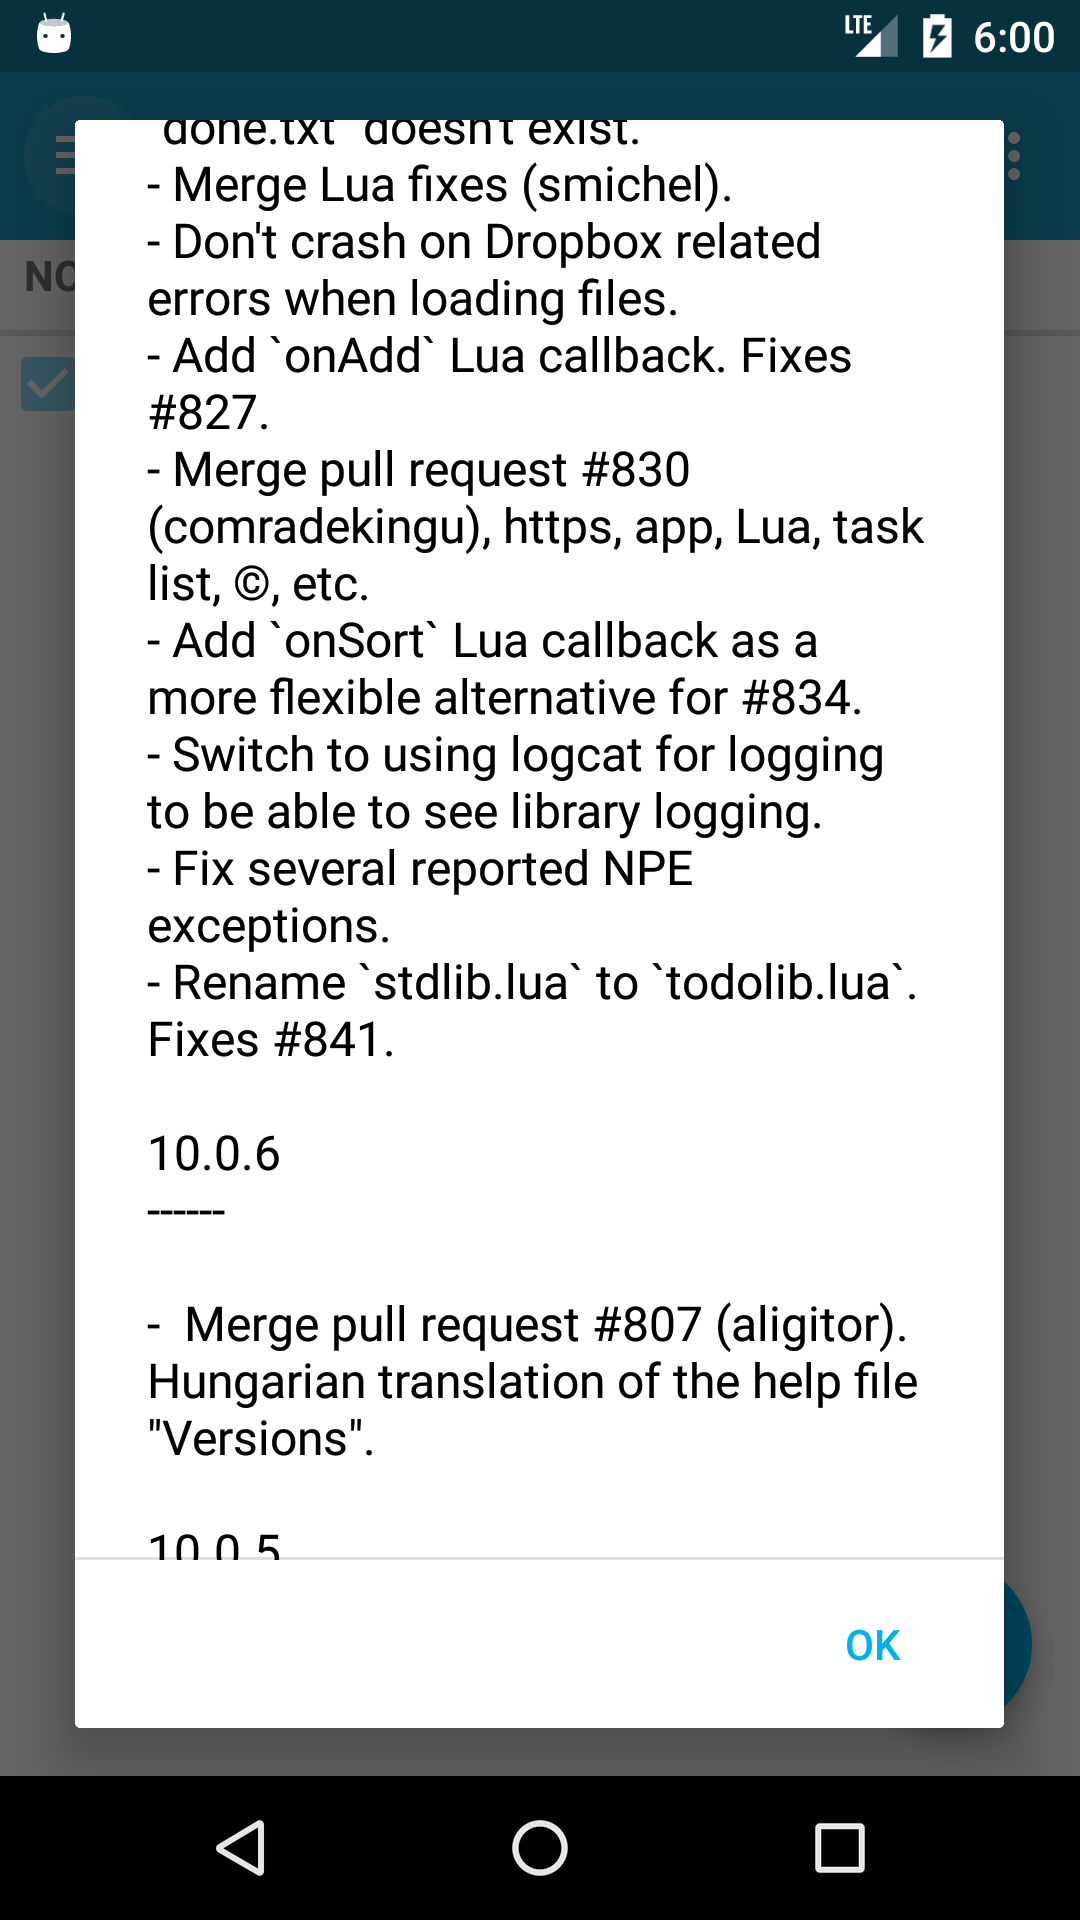 LTE 6:00
`done.txt` doesn't exist.
- Merge Lua fixes (smichel).
- Don't crash on Dropbox related
errors when loading files.
- Add `onAdd` Lua callback. Fixes
#827.
- Merge pull request #830
(comradekingu), https, app, Lua, task
list, ©, etc.
- Add `onSort` Lua callback as a
more flexible alternative for #834.
- Switch to using logcat for logging
to be able to see library logging.
- Fix several reported NPE
exceptions.
- Rename `stdlib.lua` to `todolib.lua`.
Fixes #841.
10.0.6
------
-  Merge pull request #807 (aligitor).
Hungarian translation of the help file
"Versions".
10.0.5
OK